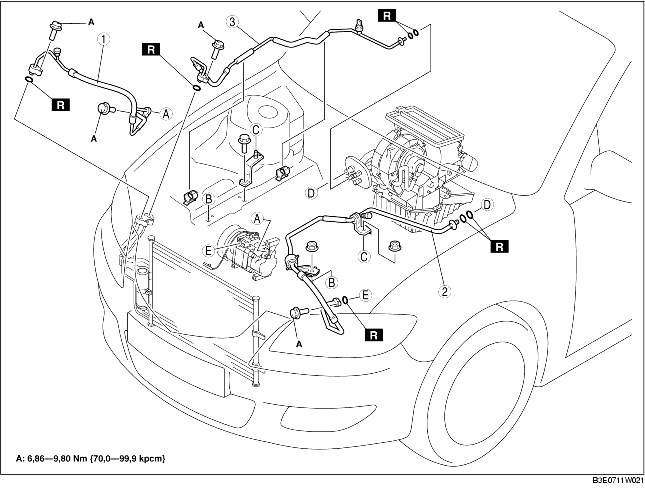 A
1
R
A
A
R
A
3
R
C
B
D
A
E
D
R
C
B
2
E
A
R
A: 6,86—9,80 Nm {70,0—99,9 kpcm}
B3E0711W021